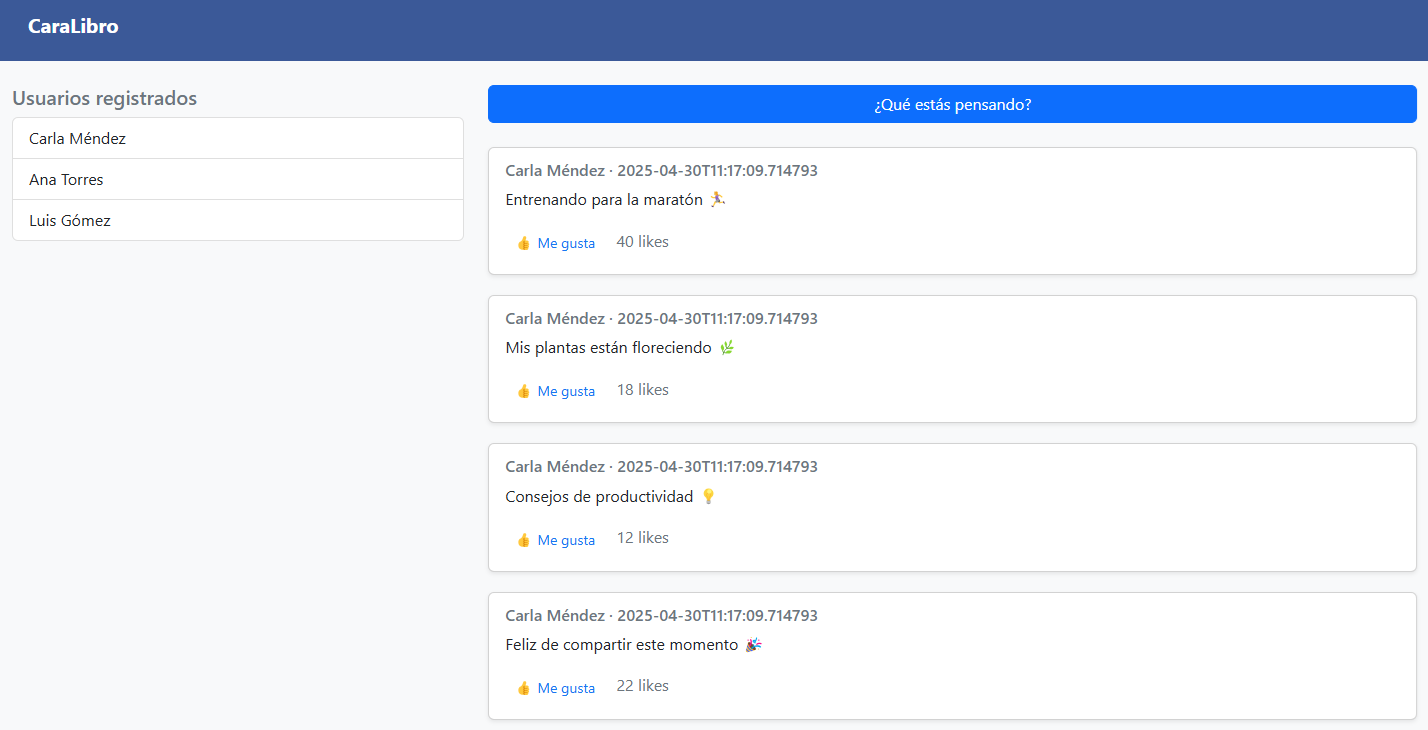 CaraLibro
Usuarios registrados
Carla Méndez
Ana Torres
Luis Gómez
¿Qué estás pensando?
Carla Méndez · 2025-04-30T11:17:09.714793
Entrenando para la maratón 🏃‍♀️
👍 Me gusta 40 likes
Carla Méndez · 2025-04-30T11:17:09.714793
Mis plantas están floreciendo 🌿
👍 Me gusta 18 likes
Carla Méndez · 2025-04-30T11:17:09.714793
Consejos de productividad 💡
👍 Me gusta 12 likes
Carla Méndez · 2025-04-30T11:17:09.714793
Feliz de compartir este momento 🎉
👍 Me gusta 22 likes